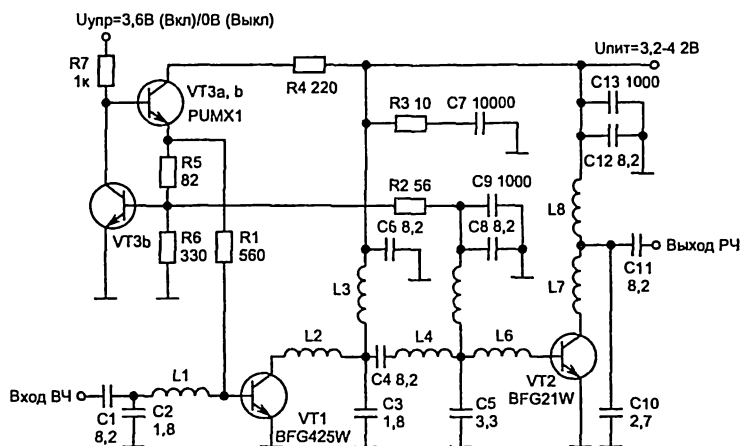 Uупр=3,6В (Вкл)/0В (Выкл)
Uпит=3,2-4 2В
R7
1к
VT3a, b
PUMX1
R4 220
C13 1000
R3 10
C7 10000
C12 8,2
R5
82
R2 56
C9 1000
L8
VT3b
R6
330
R1
560
C6 8,2
C8 8,2
C11
8,2
Выход РЧ
L3
L7
L2
L4
L6
Вход ВЧ
L1
C4 8,2
VT2
BFG21W
C1
8,2
C2
1,8
VT1
BFG425W
C3
1,8
C5
3,3
C10
2,7